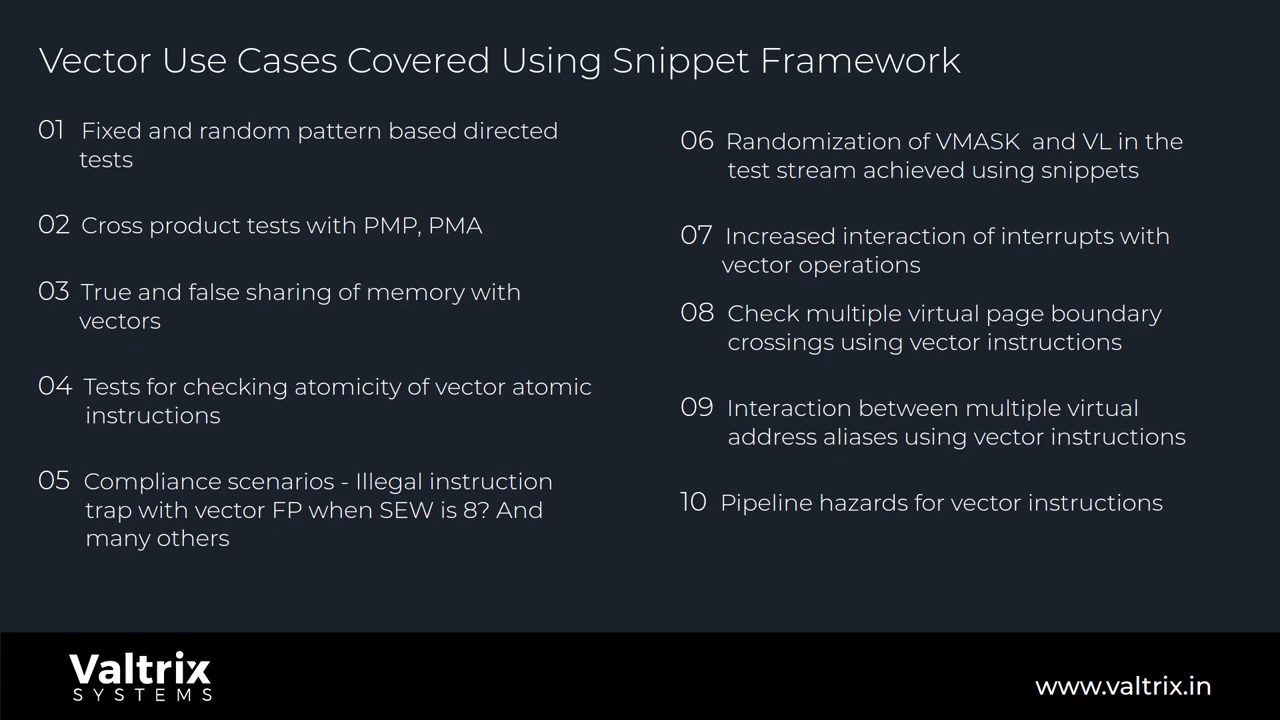 Vector Use Cases Covered Using Snippet Framework
01 Fixed and random pattern based directed
tests
02 Cross product tests with PMP, PMA
03 True and false sharing of memory with
vectors
04 Tests for checking atomicity of vector atomic
instructions
05 Compliance scenarios - Illegal instruction
trap with vector FP when SEW is 8? And
many others
06 Randomization of VMASK and VL in the
test stream achieved using snippets
07 Increased interaction of interrupts with
vector operations
08 Check multiple virtual page boundary
crossings using vector instructions
09 Interaction between multiple virtual
address aliases using vector instructions
10 Pipeline hazards for vector instructions
Valtrix
SYSTEMS
www.valtrix.in